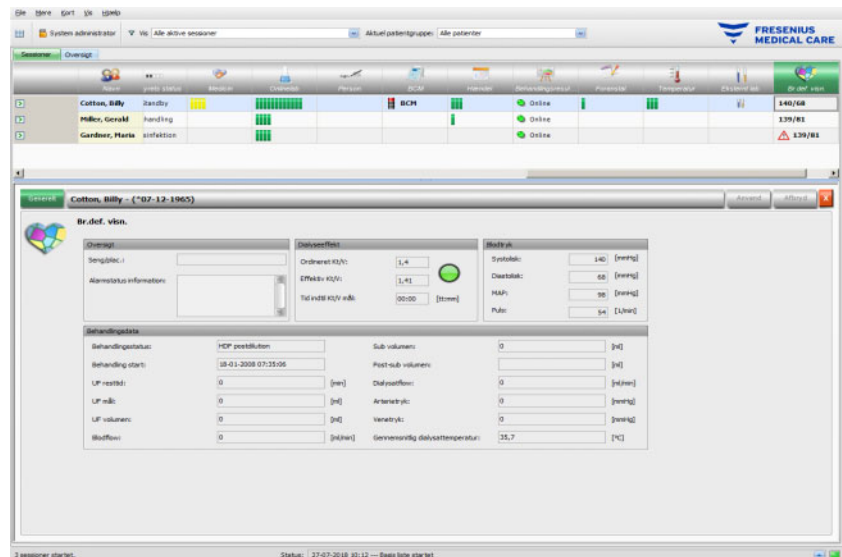 File Mere Kort Vis Hjælp
System administrator Vis Alle aktive sessioner Aktuel patientgruppe: Alle patienter
FRESENIUS
MEDICAL CARE
Sessioner Oversigt
Navn Medicin Person BCM Hænder Temperatur Br.def. visn.
Cotton, Billy Standby BCM Online 140/68
Miller, Gerald Online 139/81
Gardner, Maria Online 139/81
Generelt Cotton, Billy - (*07-12-1965) Anvend Afbryd
Br.def. visn.
Oversigt
Seng/plac.:
Alarmstatus information:
Dialyseeffekt
Ordineret Kt/V: 1,4
Effektiv Kt/V: 1,41
Tid indtil Kt/V mål: 00:00 [tt:mm]
Blodtryk
Systolisk: 140 [mmHg]
Diastolisk: 68 [mmHg]
MAP: 98 [mmHg]
Puls: 54 [1/min]
Behandlingsdata
Behandlingsstatus: HDF postdilution Sub volumen: 0 [ml]
Behandling start: 18-01-2008 07:35:06 Post-sub volumen: [ml]
UF resttid: 0 [min] Dialysatflow: 0 [ml/min]
UF mål: 0 [ml] Arterietryk: 0 [mmHg]
UF volumen: 0 [ml] Venetryk: 0 [mmHg]
Blodflow: 0 [ml/min] Gennemsnitlig dialysattemperatur: 35,7 [°C]
3 sessioner startet. Status: 27-07-2018 10:12 --- Basis liste startet